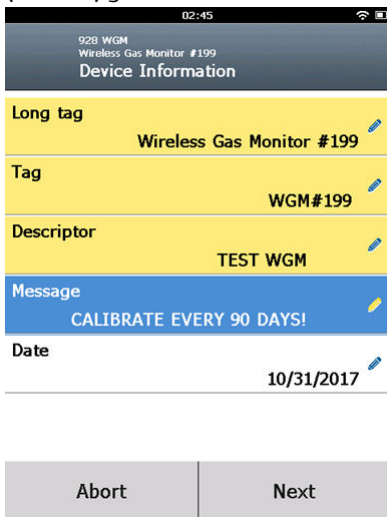 02:45
928 WGM
Wireless Gas Monitor #199
Device Information
Long tag
Wireless Gas Monitor #199
Tag
WGM#199
Descriptor
TEST WGM
Message
CALIBRATE EVERY 90 DAYS!
Date
10/31/2017
Abort
Next